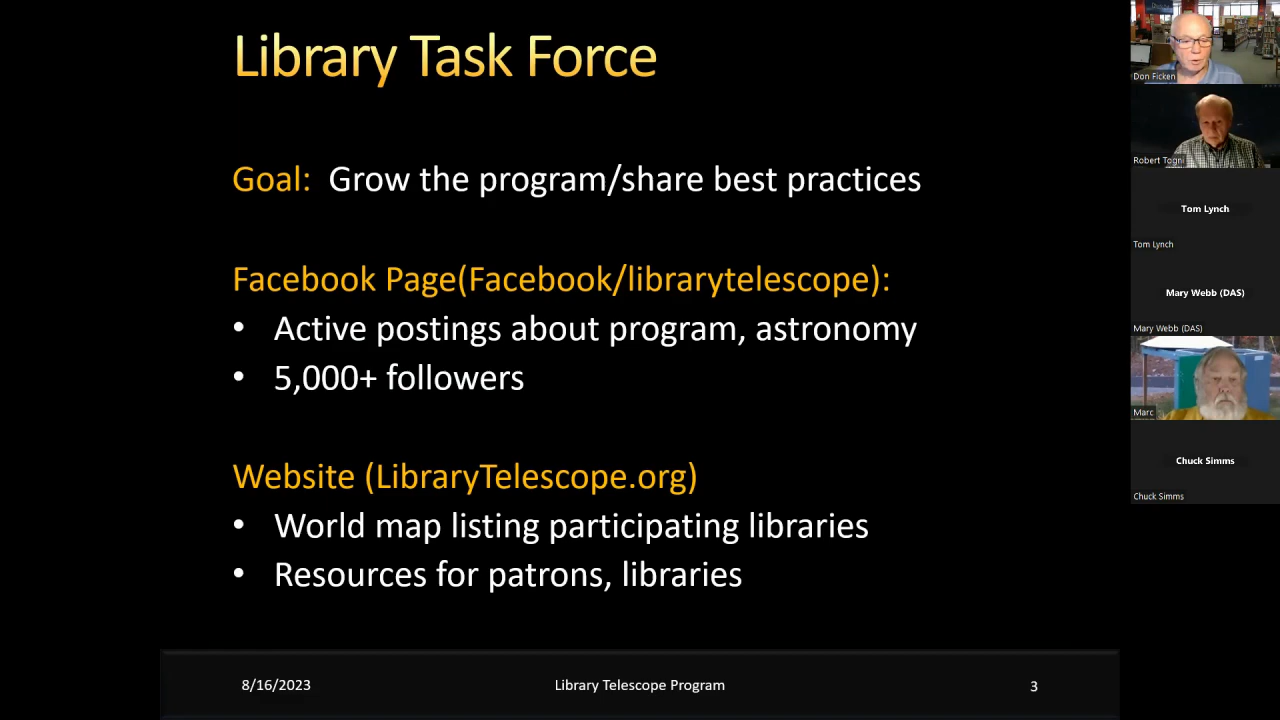 Library Task Force
Goal: Grow the program/share best practices
Facebook Page(Facebook/librarytelescope):
• Active postings about program, astronomy
• 5,000+ followers
Website (LibraryTelescope.org)
• World map listing participating libraries
• Resources for patrons, libraries
8/16/2023
Library Telescope Program
3
Don Ficken
Robert Togni
Tom Lynch
Tom Lynch
Mary Webb (DAS)
Mary Webb (DAS)
Marc
Chuck Simms
Chuck Simms